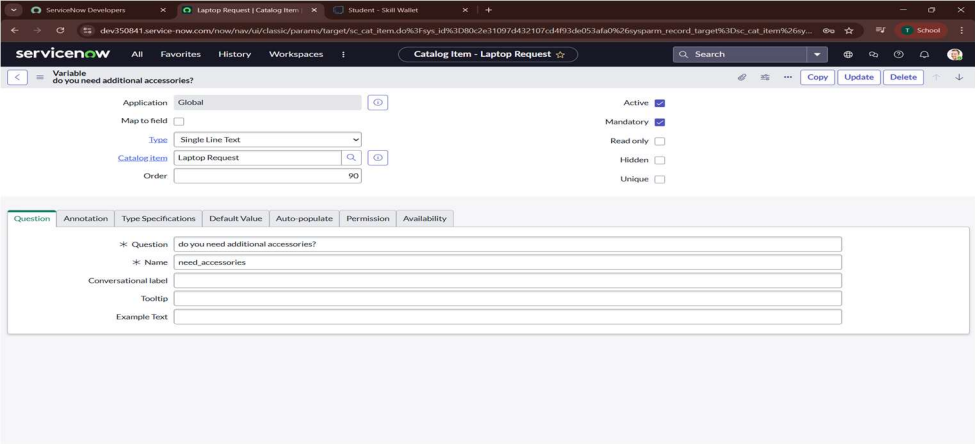 ServiceNow Developers
Laptop Request | Catalog Item
Student - Skill Wallet
dev350841.service-now.com/now/nav/ui/classic/params/target/sc_cat_item.do%3Fsys_id%3D80c2e31097d432107cd4f93de053afa0%26sysparm_record_target%3Dsc_cat_item%26sy...
T School
servicenow All Favorites History Workspaces Catalog Item - Laptop Request Search
Variable
do you need additional accessories?
Copy Update Delete
Application Global
Active
Map to field
Mandatory
Type Single Line Text
Read only
Catalog item Laptop Request
Hidden
Order 90
Unique
Question Annotation Type Specifications Default Value Auto-populate Permission Availability
Question do you need additional accessories?
Name need_accessories
Conversational label
Tooltip
Example Text